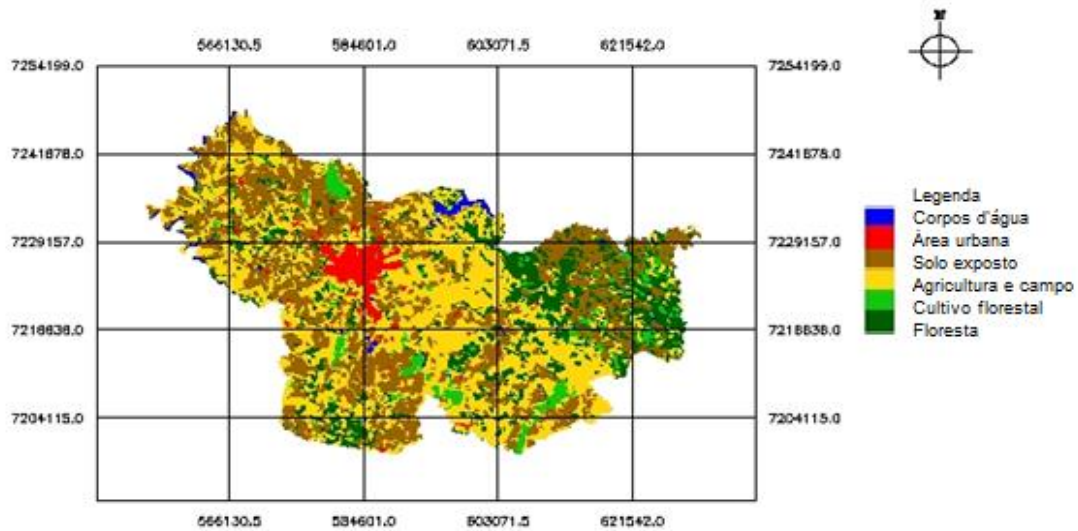 N
566130.5 584601.0 603071.5 621542.0
7254199.0 7254199.0
7241678.0 7241678.0
7229157.0 7229157.0
7216638.0 7216638.0
7204115.0 7204115.0
566130.5 584601.0 603071.5 621542.0
Legenda
Corpos d'água
Área urbana
Solo exposto
Agricultura e campo
Cultivo florestal
Floresta